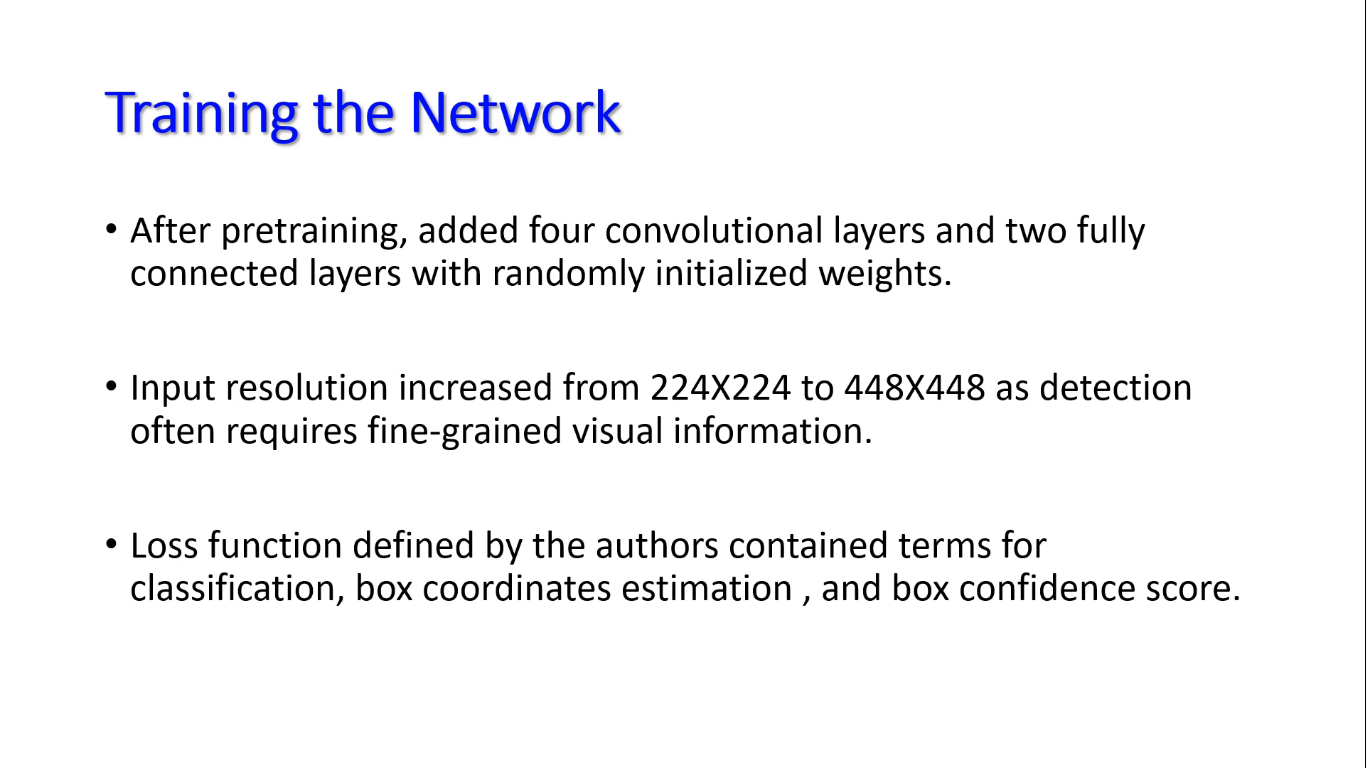 Training the Network
• After pretraining, added four convolutional layers and two fully
connected layers with randomly initialized weights.
• Input resolution increased from 224X224 to 448X448 as detection
often requires fine-grained visual information.
• Loss function defined by the authors contained terms for
classification, box coordinates estimation , and box confidence score.